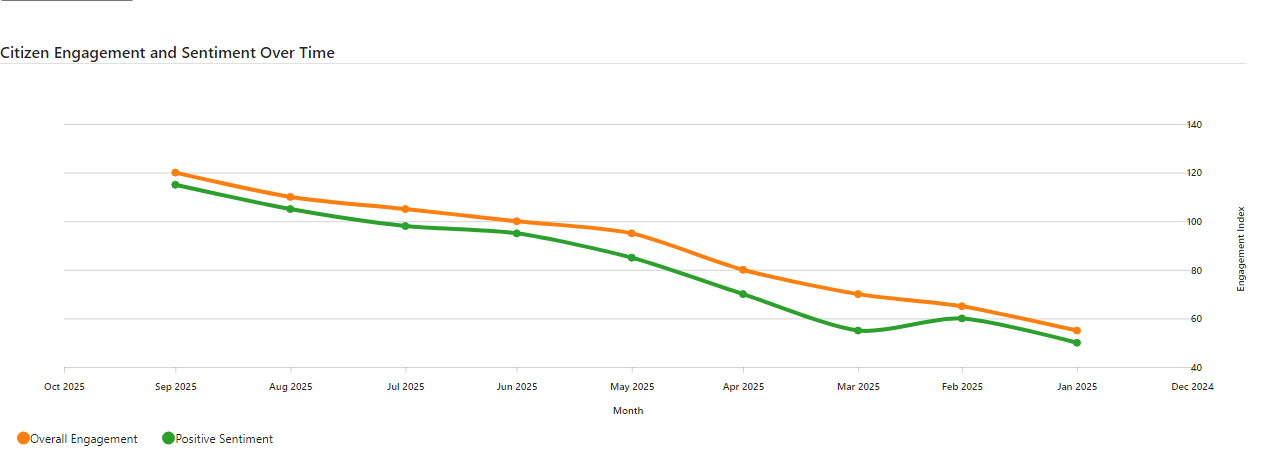 Citizen Engagement and Sentiment Over Time
140
120
100
80
60
40
Engagement Index
Oct 2025 Sep 2025 Aug 2025 Jul 2025 Jun 2025 May 2025 Apr 2025 Mar 2025 Feb 2025 Jan 2025 Dec 2024
Month
Overall Engagement Positive Sentiment